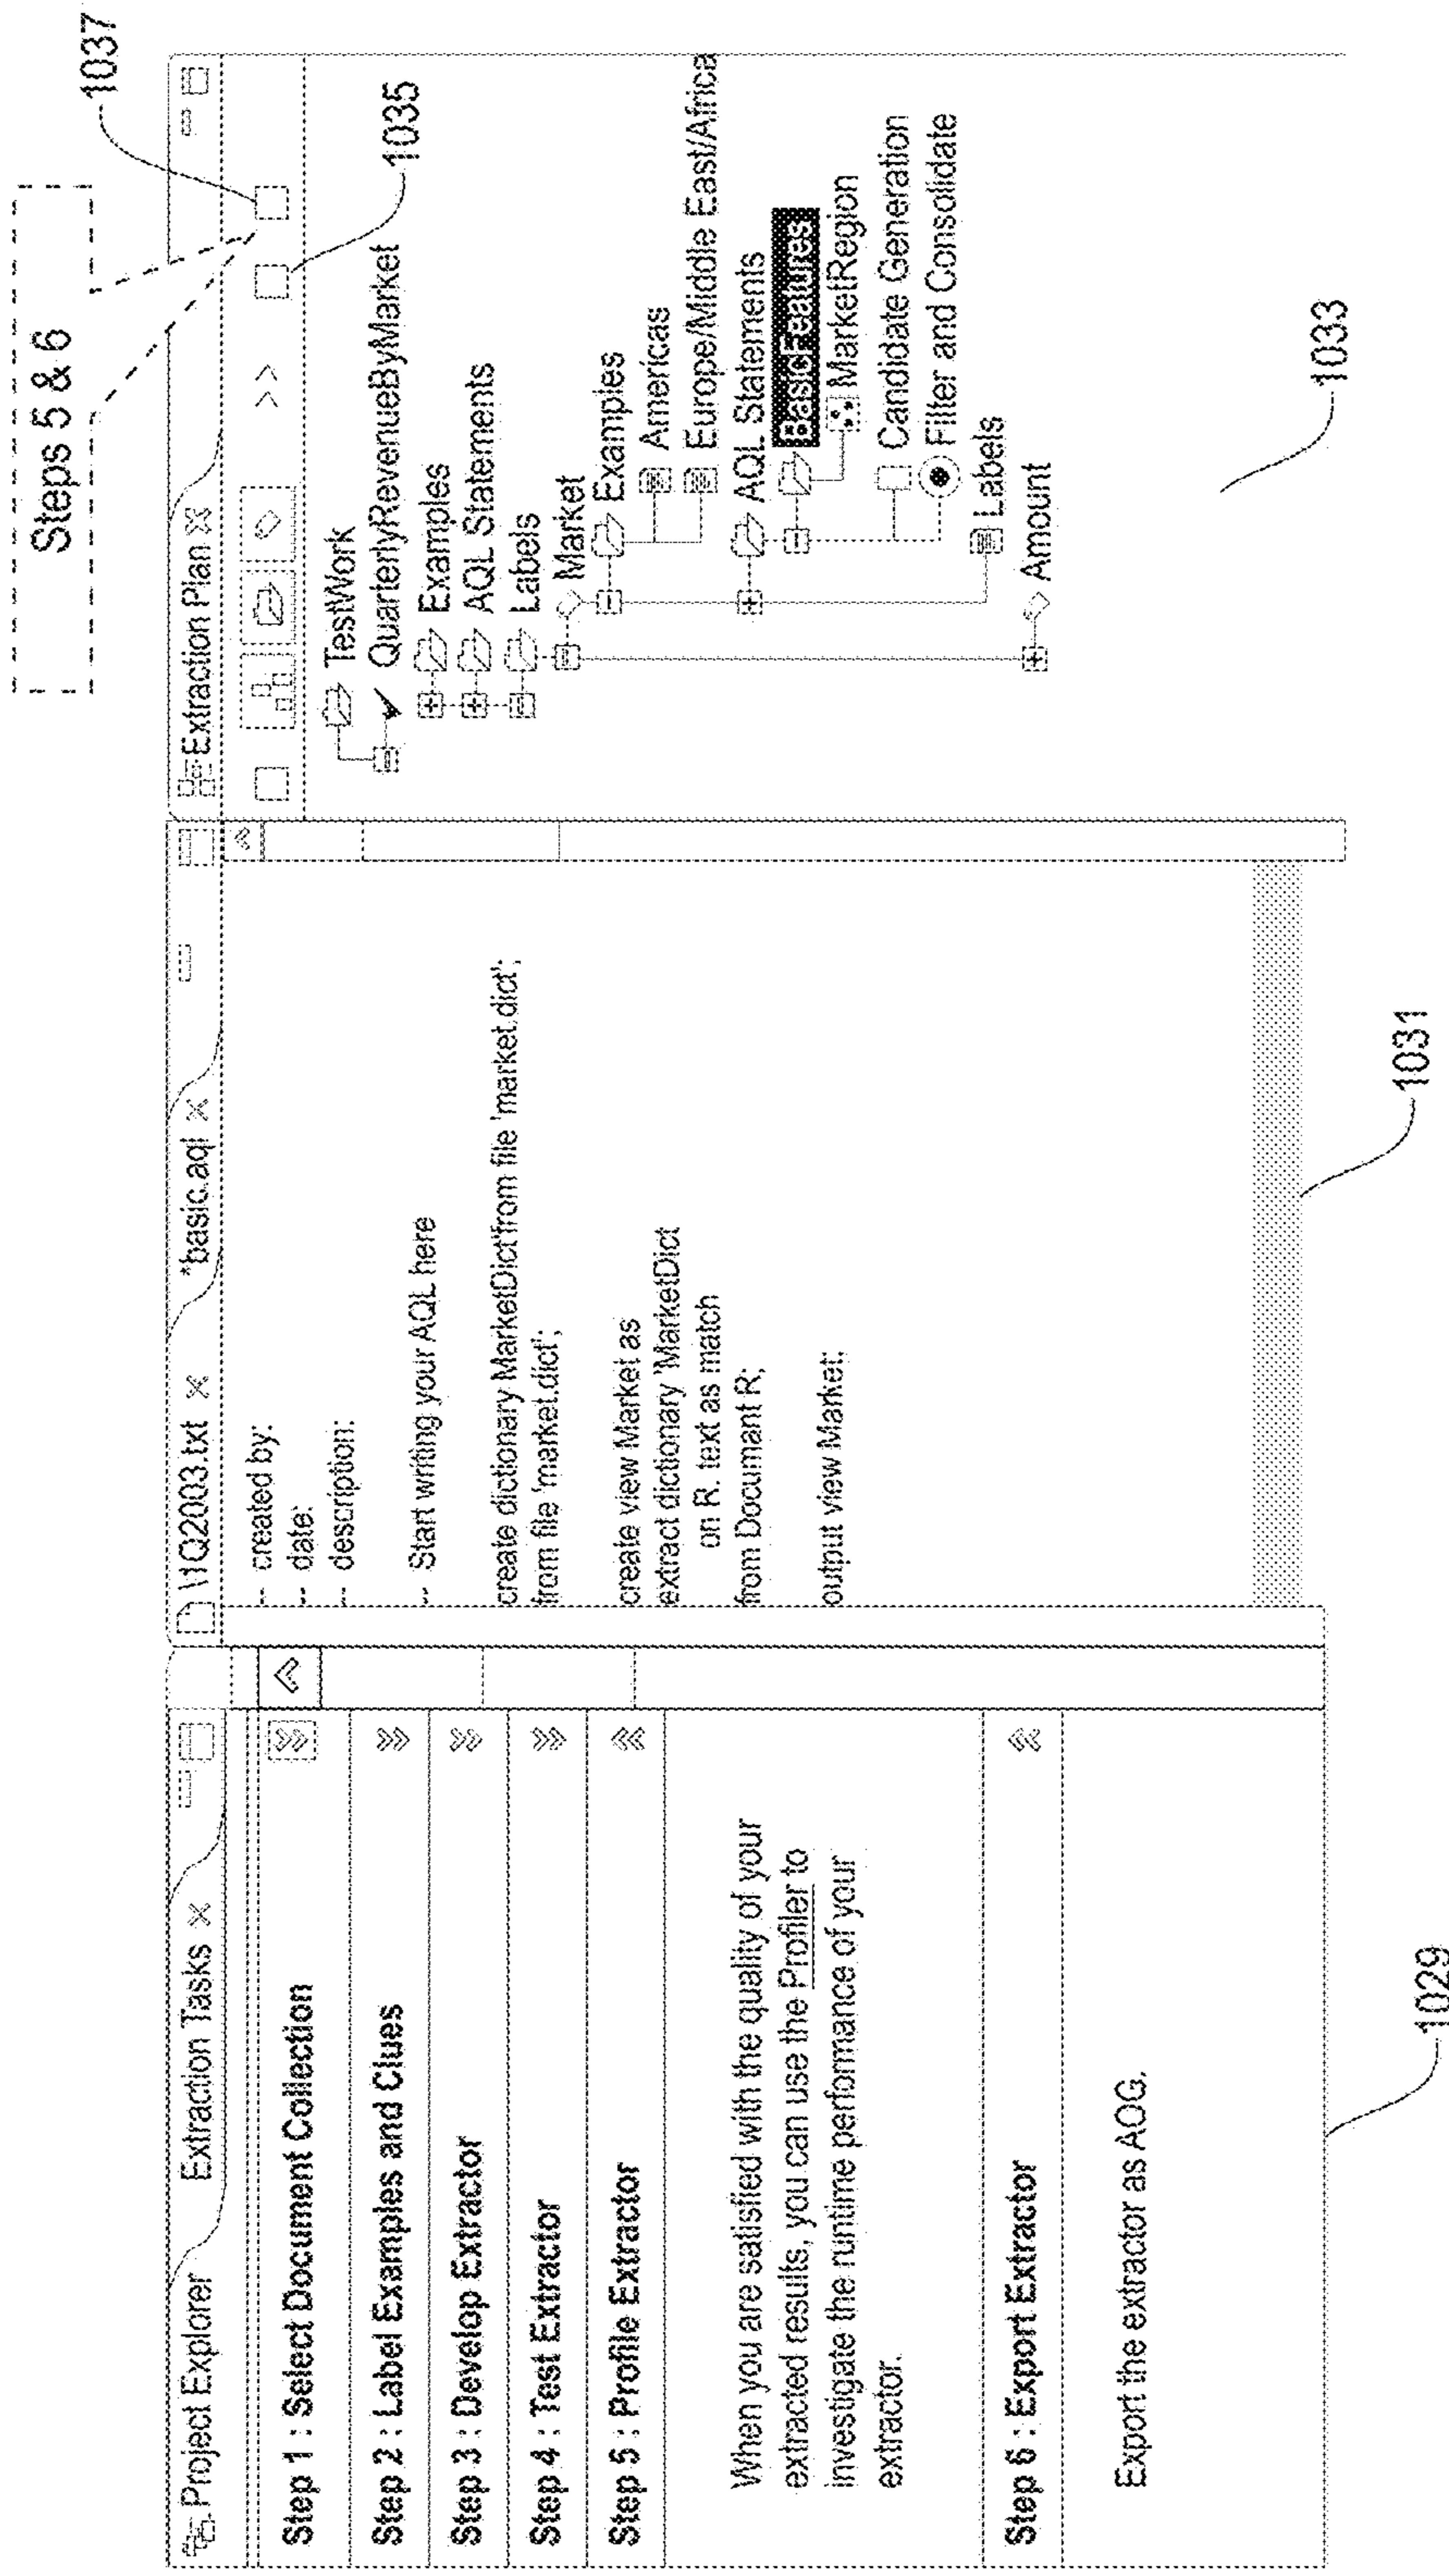 Steps 5 & 6
1037
Project Explorer
Extraction Tasks ×
Step 1 : Select Document Collection
Step 2 : Label Examples and Clues
Step 3 : Develop Extractor
Step 4 : Test Extractor
Step 5 : Profile Extractor
When you are satisfied with the quality of your
extracted results, you can use the Profiler to
investigate the runtime performance of your
extractor.
Step 6 : Export Extractor
Export the extractor as AOG.
1029
\1Q2003.txt ×
*basic.aql ×
-- created by:
-- date:
-- description:
-- Start writing your AQL here
create dictionary MarketDict'from file 'market.dict';
from file 'market.dict';
create view Market as
extract dictionary 'MarketDict
on R. text as match
from Documant R;
output view Market;
1031
Extraction Plan
>>
1035
TestWork
QuarterlyRevenueByMarket
Examples
AQL Statements
Labels
Market
Examples
Americas
Europe/Middle East/Africa
AQL Statements
BasicFeatures
MarketRegion
Candidate Generation
Filter and Consolidate
Labels
Amount
1033